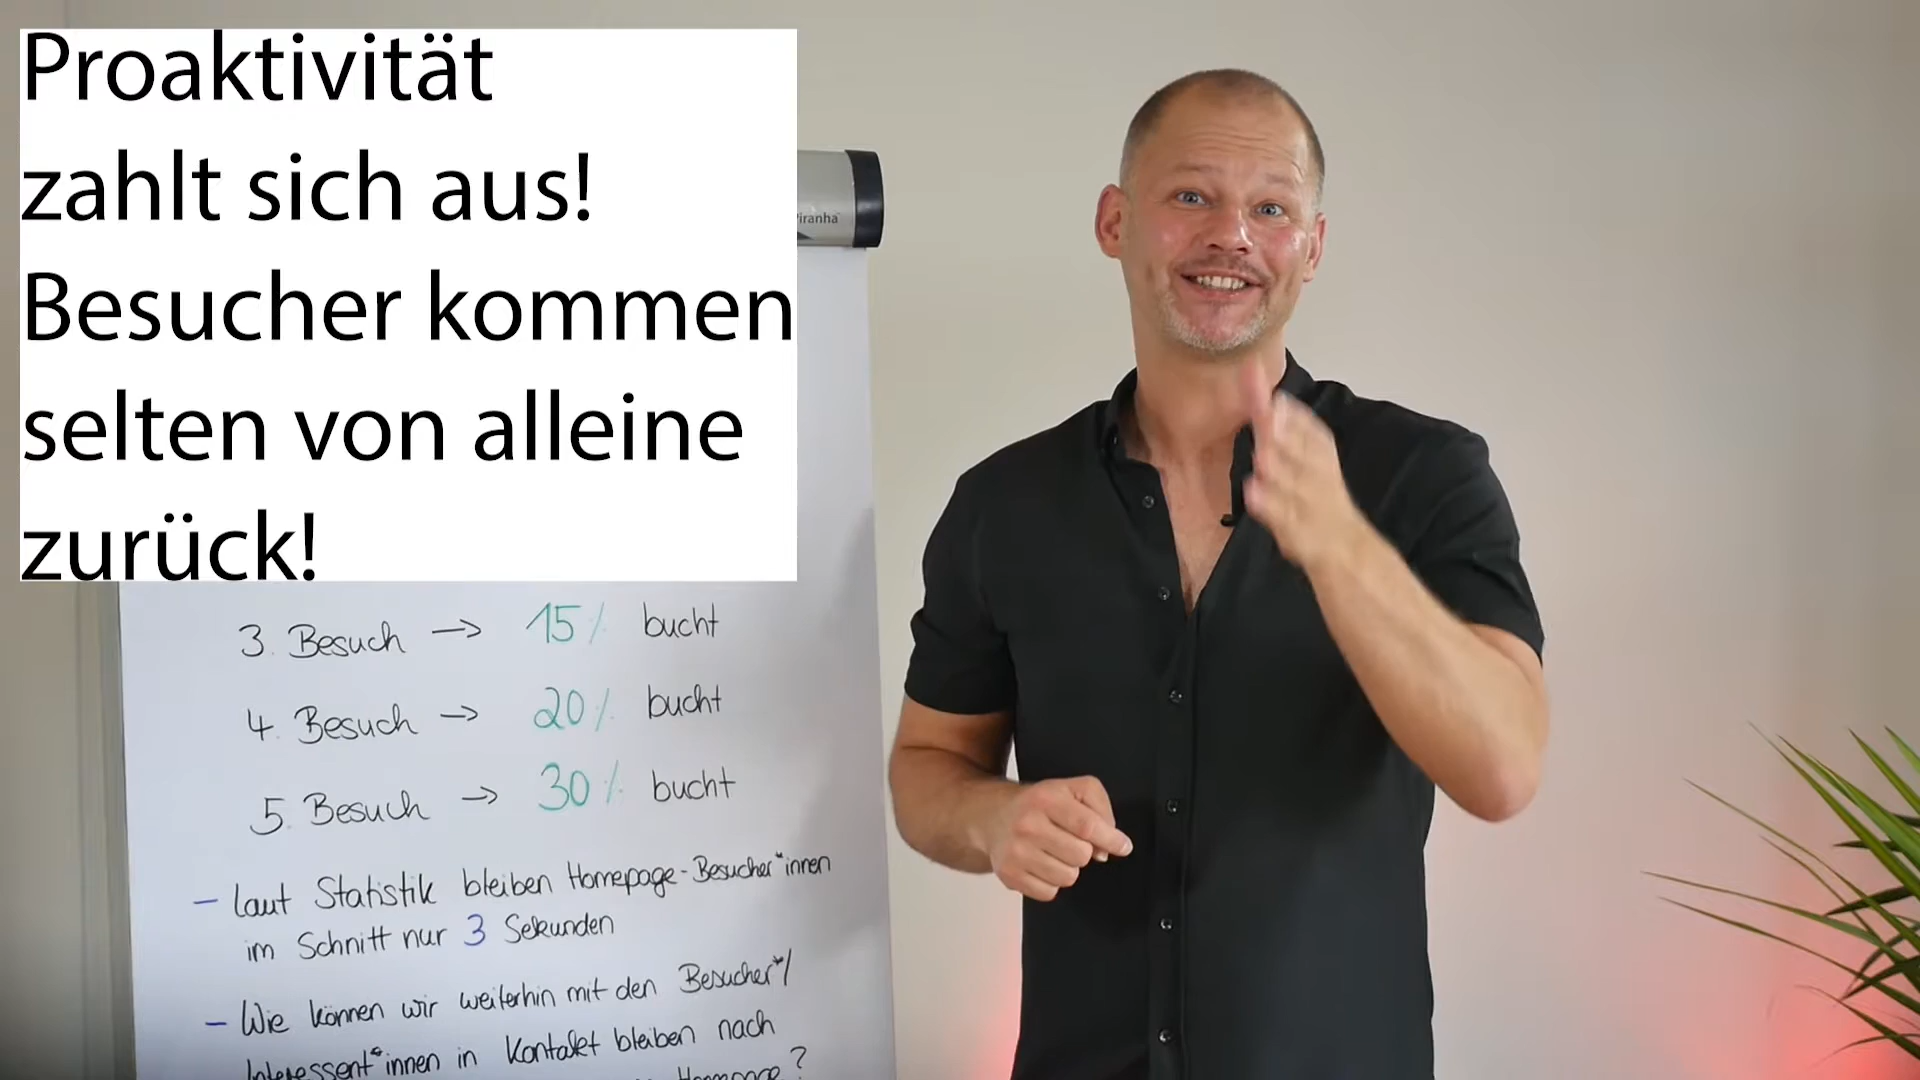 Proaktivität
zahlt sich aus!
Besucher kommen
selten von alleine
zurück!
iranha
3. Besuch → 15% bucht
4. Besuch → 20% bucht
5. Besuch → 30% bucht
- Laut Statistik bleiben Homepage-Besucher*innen
im Schnitt nur 3 Sekunden
- Wie können wir weiterhin mit den Besucher*/
Interessent*innen in Kontakt bleiben nach
Homepage?